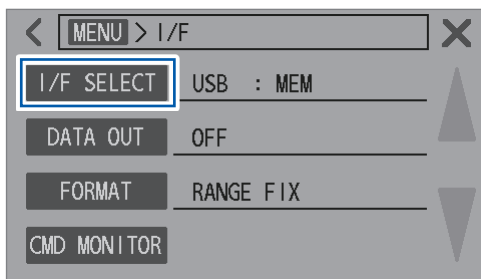 MENU > I/F
I/F SELECT USB : MEM
DATA OUT OFF
FORMAT RANGE FIX
CMD MONITOR